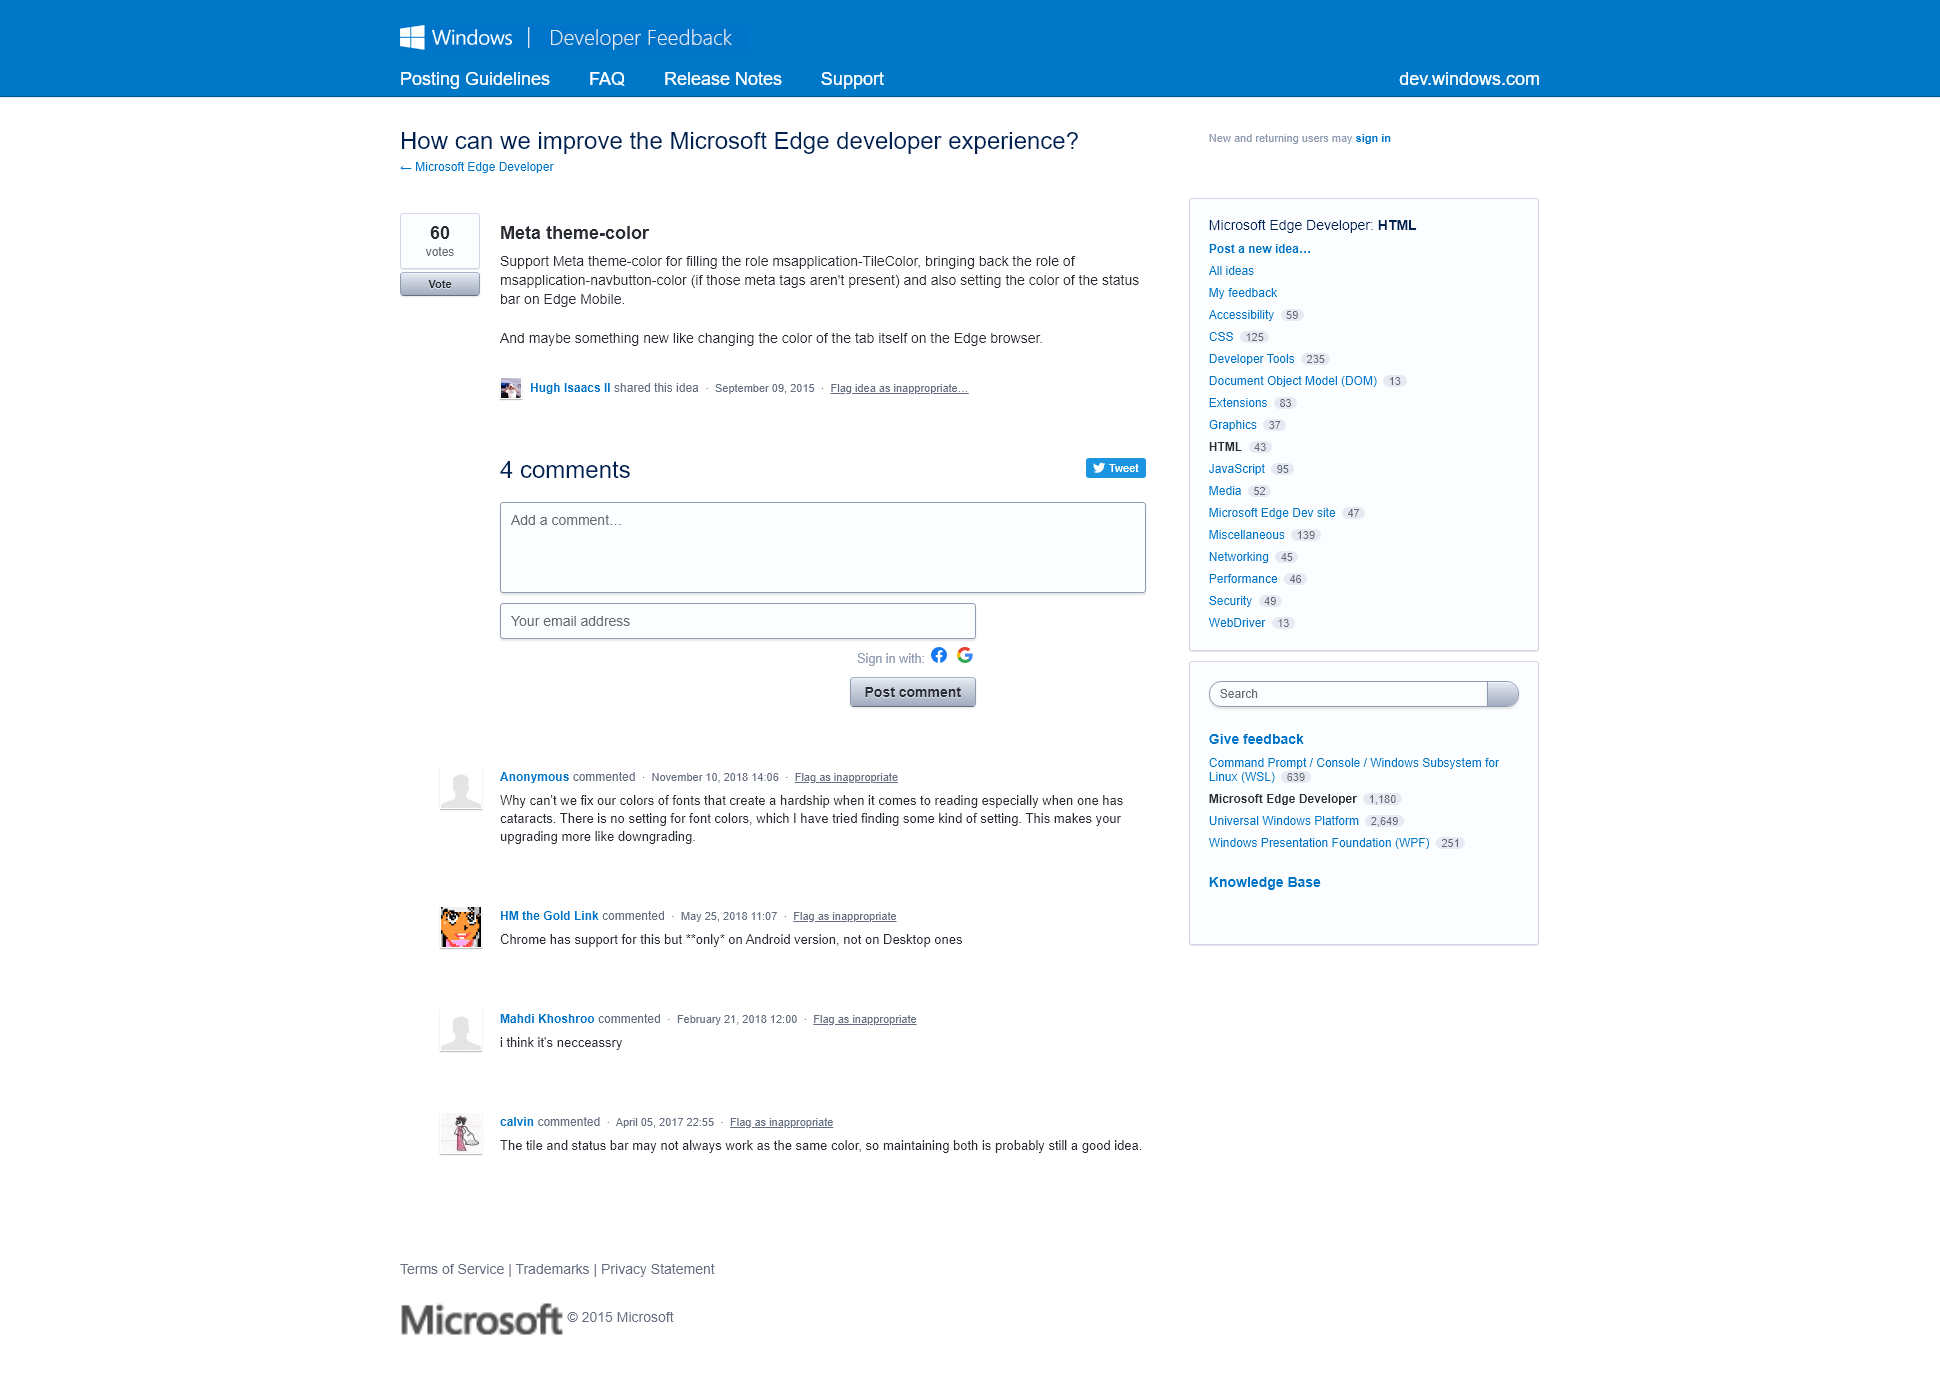 Windows | Developer Feedback
Posting Guidelines FAQ Release Notes Support dev.windows.com
How can we improve the Microsoft Edge developer experience?
← Microsoft Edge Developer
New and returning users may sign in
60
votes
Vote
Meta theme-color
Support Meta theme-color for filling the role msapplication-TileColor, bringing back the role of
msapplication-navbutton-color (if those meta tags aren't present) and also setting the color of the status
bar on Edge Mobile.
And maybe something new like changing the color of the tab itself on the Edge browser.
Hugh Isaacs II shared this idea · September 09, 2015 · Flag idea as inappropriate…
4 comments
Tweet
Add a comment…
Your email address
Sign in with:
Post comment
Anonymous commented · November 10, 2018 14:06 · Flag as inappropriate
Why can't we fix our colors of fonts that create a hardship when it comes to reading especially when one has
cataracts. There is no setting for font colors, which I have tried finding some kind of setting. This makes your
upgrading more like downgrading.
HM the Gold Link commented · May 25, 2018 11:07 · Flag as inappropriate
Chrome has support for this but **only* on Android version, not on Desktop ones
Mahdi Khoshroo commented · February 21, 2018 12:00 · Flag as inappropriate
i think it's necceassry
calvin commented · April 05, 2017 22:55 · Flag as inappropriate
The tile and status bar may not always work as the same color, so maintaining both is probably still a good idea.
Microsoft Edge Developer: HTML
Post a new idea…
All ideas
My feedback
Accessibility 59
CSS 125
Developer Tools 235
Document Object Model (DOM) 13
Extensions 83
Graphics 37
HTML 43
JavaScript 95
Media 52
Microsoft Edge Dev site 47
Miscellaneous 139
Networking 45
Performance 46
Security 49
WebDriver 13
Search
Give feedback
Command Prompt / Console / Windows Subsystem for
Linux (WSL) 639
Microsoft Edge Developer 1,180
Universal Windows Platform 2,649
Windows Presentation Foundation (WPF) 251
Knowledge Base
Terms of Service | Trademarks | Privacy Statement
Microsoft © 2015 Microsoft